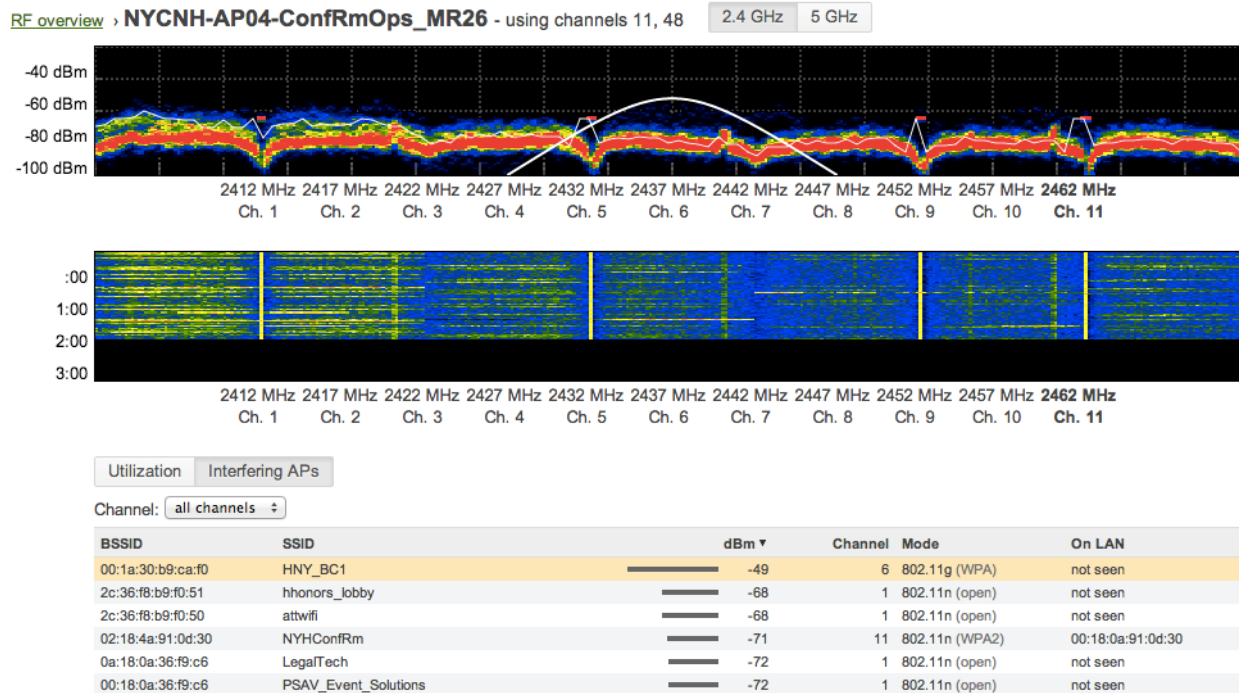 RF overview › NYCNH-AP04-ConfRmOps_MR26 - using channels 11, 48 2.4 GHz 5 GHz
-40 dBm
-60 dBm
-80 dBm
-100 dBm
2412 MHz 2417 MHz 2422 MHz 2427 MHz 2432 MHz 2437 MHz 2442 MHz 2447 MHz 2452 MHz 2457 MHz 2462 MHz
Ch. 1 Ch. 2 Ch. 3 Ch. 4 Ch. 5 Ch. 6 Ch. 7 Ch. 8 Ch. 9 Ch. 10 Ch. 11
:00
1:00
2:00
3:00
2412 MHz 2417 MHz 2422 MHz 2427 MHz 2432 MHz 2437 MHz 2442 MHz 2447 MHz 2452 MHz 2457 MHz 2462 MHz
Ch. 1 Ch. 2 Ch. 3 Ch. 4 Ch. 5 Ch. 6 Ch. 7 Ch. 8 Ch. 9 Ch. 10 Ch. 11
Utilization Interfering APs
Channel: all channels
BSSID SSID dBm ▼ Channel Mode On LAN
00:1a:30:b9:ca:f0 HNY_BC1 -49 6 802.11g (WPA) not seen
2c:36:f8:b9:f0:51 hhonors_lobby -68 1 802.11n (open) not seen
2c:36:f8:b9:f0:50 attwifi -68 1 802.11n (open) not seen
02:18:4a:91:0d:30 NYHConfRm -71 11 802.11n (WPA2) 00:18:0a:91:0d:30
0a:18:0a:36:f9:c6 LegalTech -72 1 802.11n (open) not seen
00:18:0a:36:f9:c6 PSAV_Event_Solutions -72 1 802.11n (open) not seen